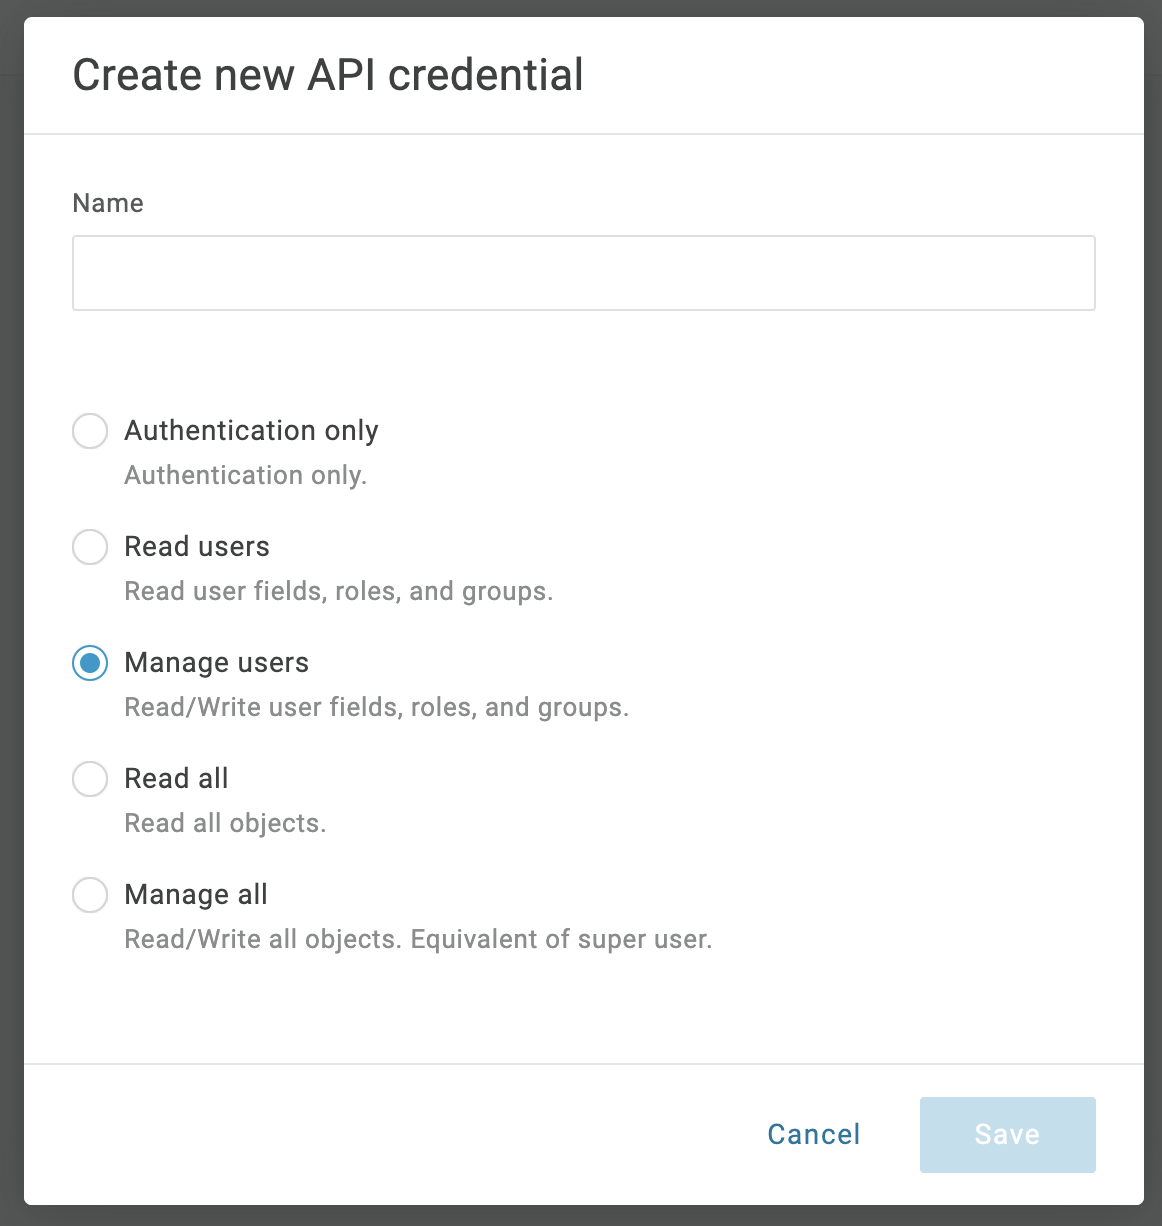 Create new API credential
Name
Authentication only
Authentication only.
Read users
Read user fields, roles, and groups.
Manage users
Read/Write user fields, roles, and groups.
Read all
Read all objects.
Manage all
Read/Write all objects. Equivalent of super user.
Cancel
Save